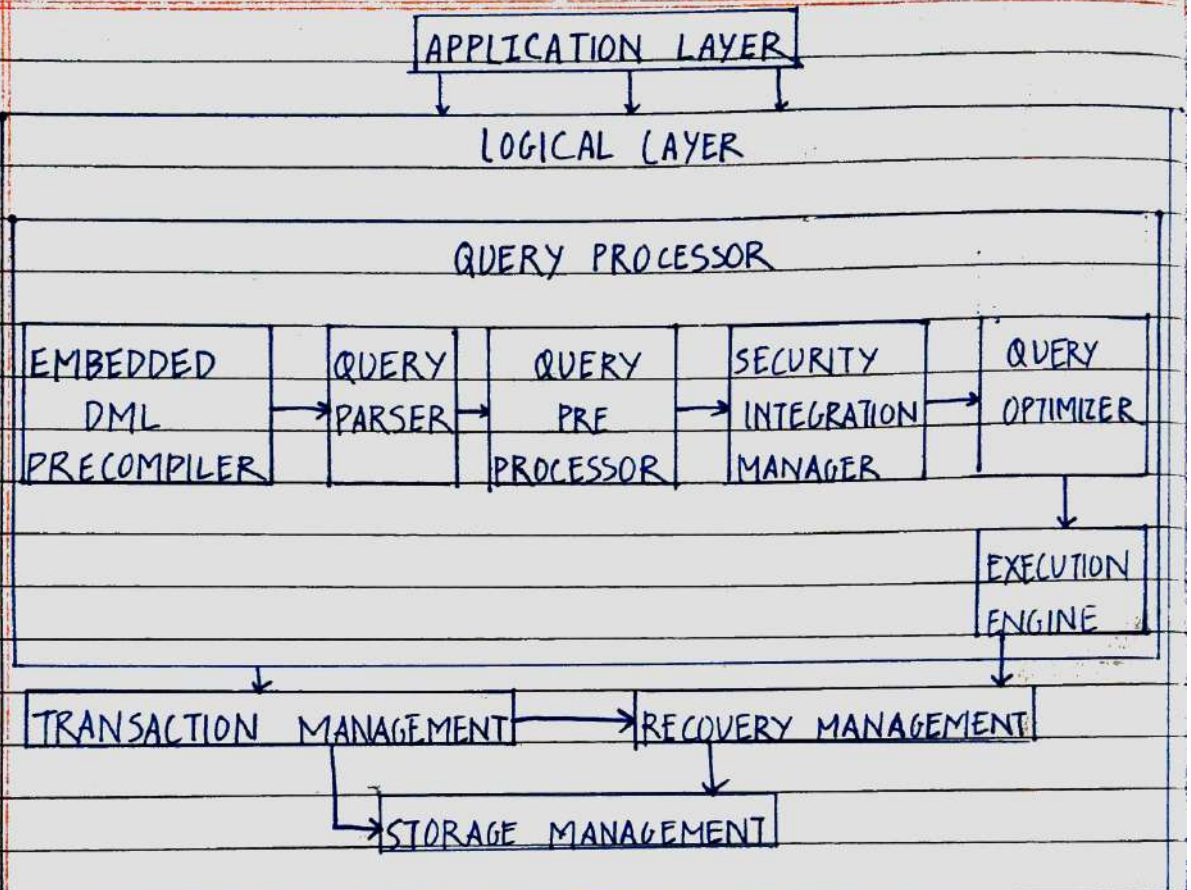 APPLICATION LAYER
LOGICAL LAYER
QUERY PROCESSOR
EMBEDDED
DML
PRECOMPILER
QUERY
PARSER
QUERY
PRE
PROCESSOR
SECURITY
INTEGRATION
MANAGER
QUERY
OPTIMIZER
EXECUTION
ENGINE
TRANSACTION MANAGEMENT
RECOVERY MANAGEMENT
STORAGE MANAGEMENT